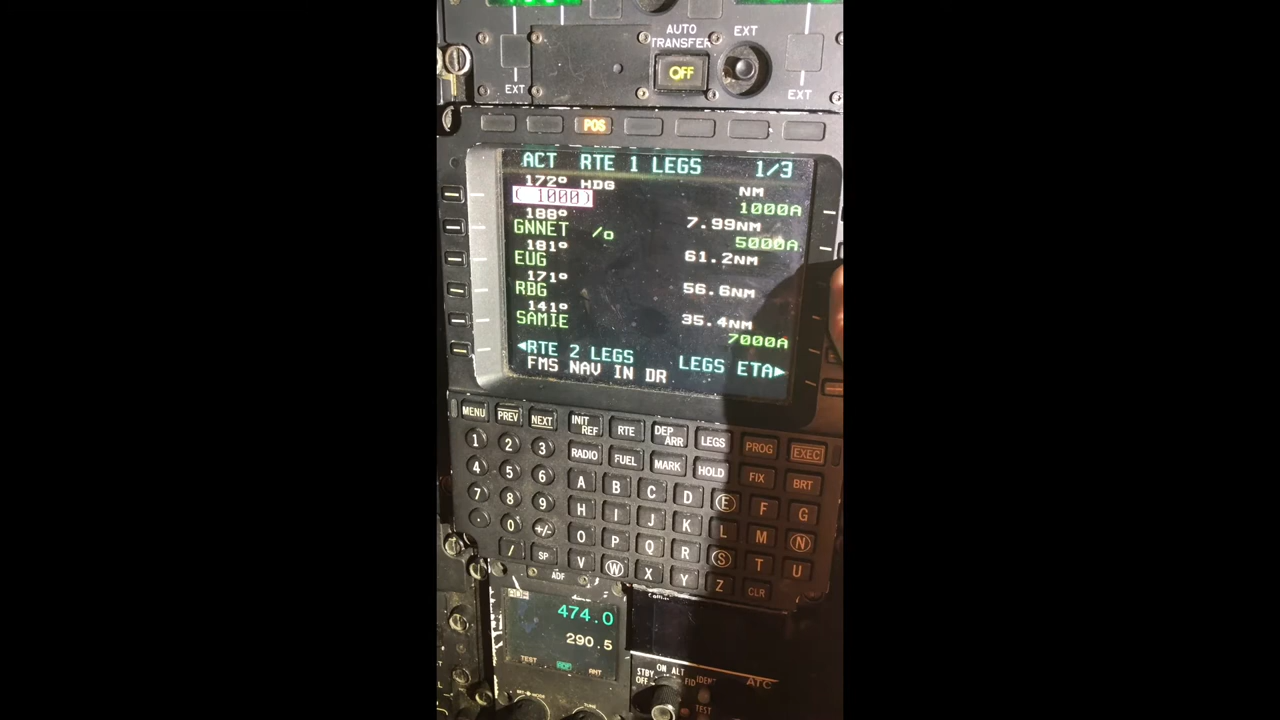 AUTO
TRANSFER
EXT
OFF
EXT
EXT
POS
ACT RTE 1 LEGS 1/3
172° HDG NM
( 1000) 1000A
188° 7.99NM
GNNET /o 5000A
181° 61.2NM
EUG
171° 56.6NM
RBG
141° 35.4NM
SAMIE 7000A
◀RTE 2 LEGS LEGS ETA▶
FMS NAV IN DR
MENU PREV NEXT INIT REF RTE DEP ARR LEGS PROG EXEC
RADIO FUEL MARK HOLD FIX BRT
1 2 3
4 5 6 A B C D E F G
7 8 9 H I J K L M N
. 0 +/- O P Q R S T U
/ SP V W X Y Z CLR
ADF
ADF
474.0
290.5
TEST ADF ANT
STBY ON ALT
OFF IDENT
TEST
ATC
TUNE